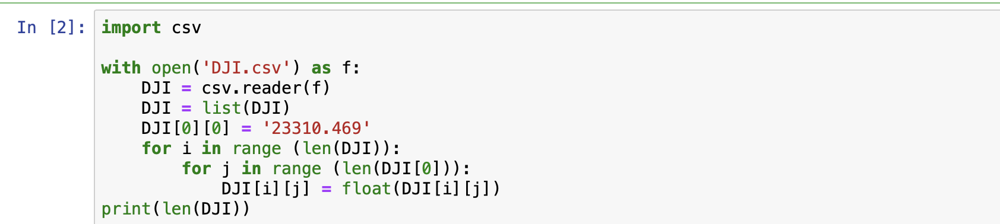 In [2]: import csv
with open('DJI.csv') as f:
    DJI = csv.reader(f)
    DJI = list(DJI)
    DJI[0][0] = '23310.469'
    for i in range (len(DJI)):
        for j in range (len(DJI[0])):
            DJI[i][j] = float(DJI[i][j])
print(len(DJI))